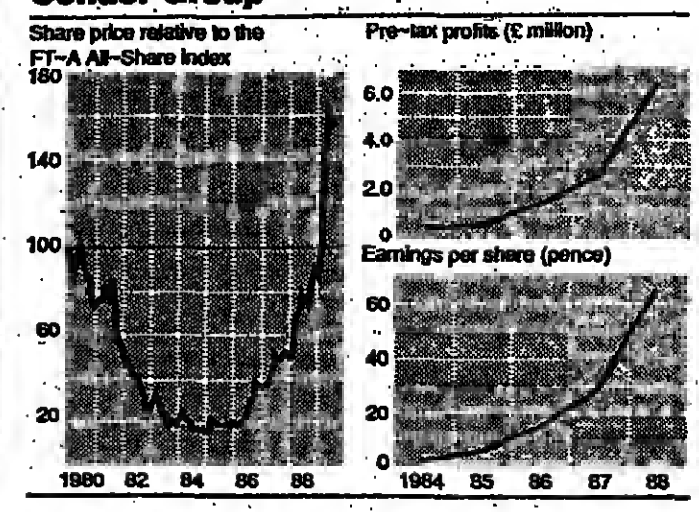 Group
Share price relative to the
FT-A All-Share Index
180
140
100
60
20
1980 82 84 86 88
Pre-tax profits (£ million)
6.0
4.0
2.0
0
Earnings per share (pence)
60
40
20
0
1984 85 86 87 88